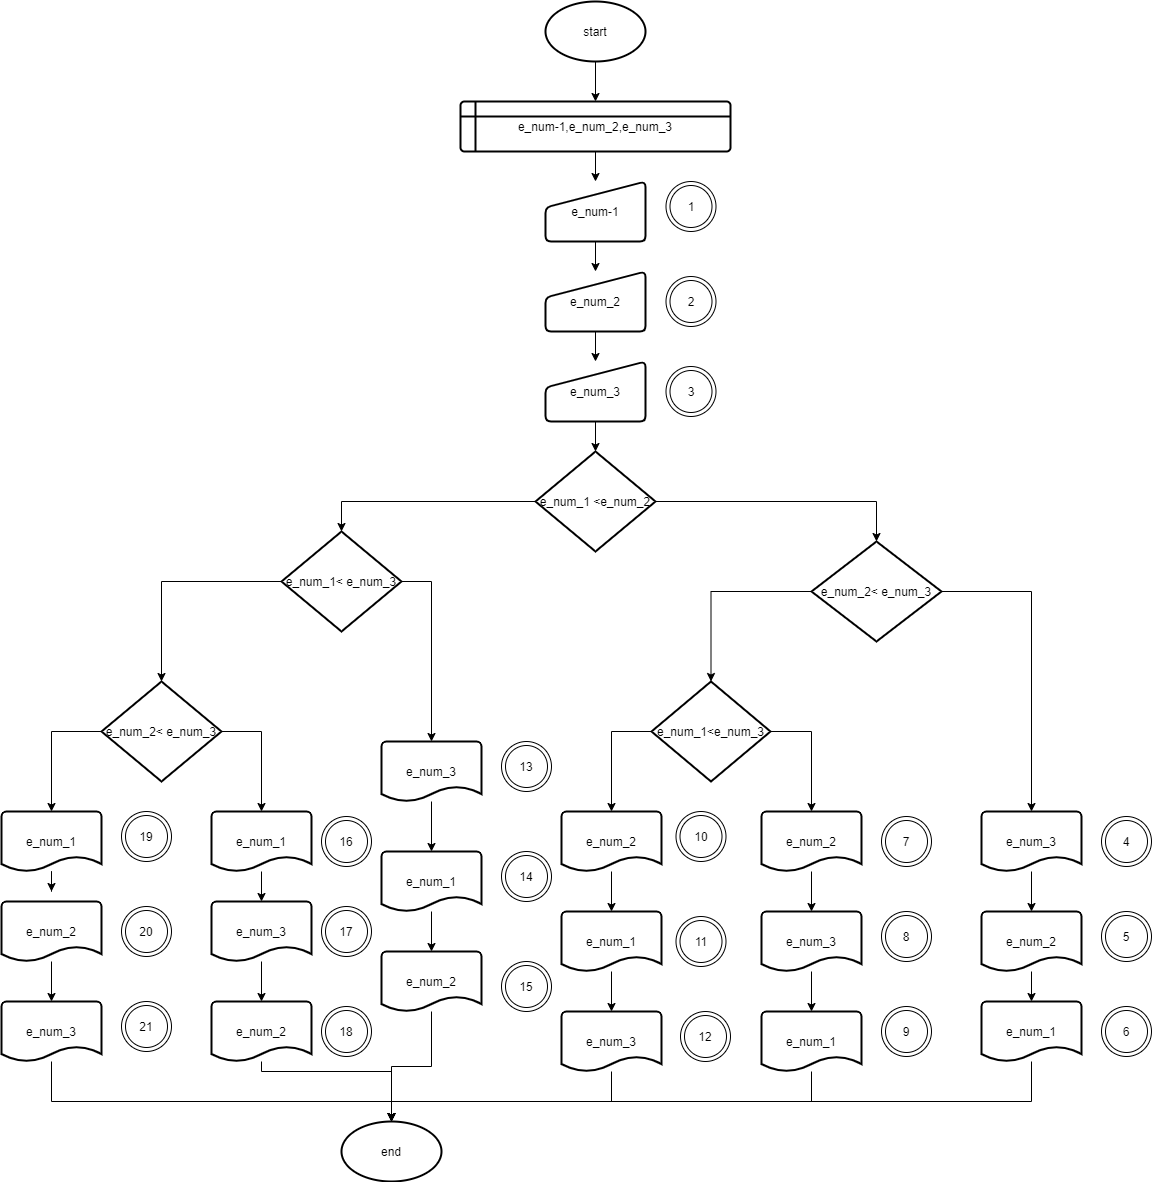 start
e_num-1,e_num_2,e_num_3
e_num-1
1
e_num_2
2
e_num_3
3
e_num_1 <e_num_2
e_num_1< e_num_3
e_num_2< e_num_3
e_num_2< e_num_3
e_num_1<e_num_3
e_num_3
13
e_num_1
19
e_num_1
16
e_num_2
10
e_num_2
7
e_num_3
4
e_num_1
14
e_num_2
20
e_num_3
17
e_num_1
11
e_num_3
8
e_num_2
5
e_num_2
15
e_num_3
21
e_num_2
18
e_num_3
12
e_num_1
9
e_num_1
6
end